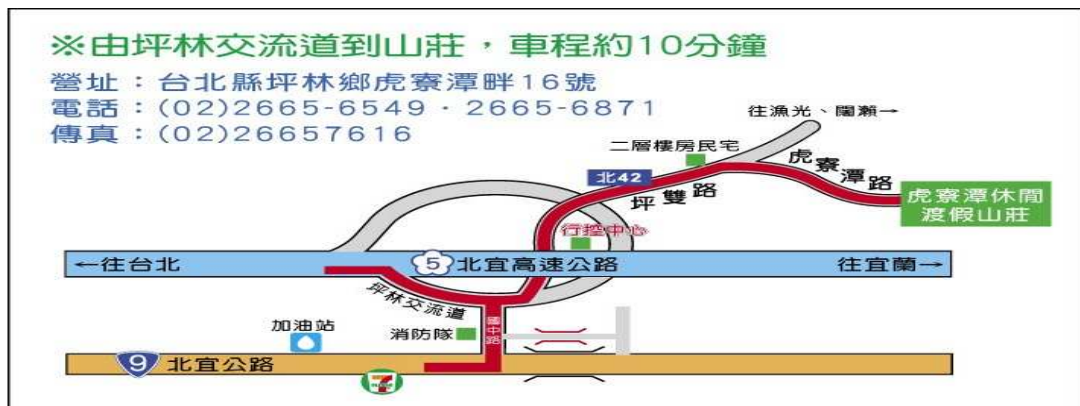 ※由坪林交流道到山莊，車程約10分鐘
營址：台北縣坪林鄉虎寮潭畔16號
電話：(02)2665-6549．2665-6871
傳真：(02)26657616
往漁光、闊瀨→
二層樓房民宅
虎寮潭路
北42
坪雙路
虎寮潭休閒
渡假山莊
行控中心
←往台北
5
北宜高速公路
往宜蘭→
坪林交流道
國中路
加油站
消防隊
9
北宜公路
7